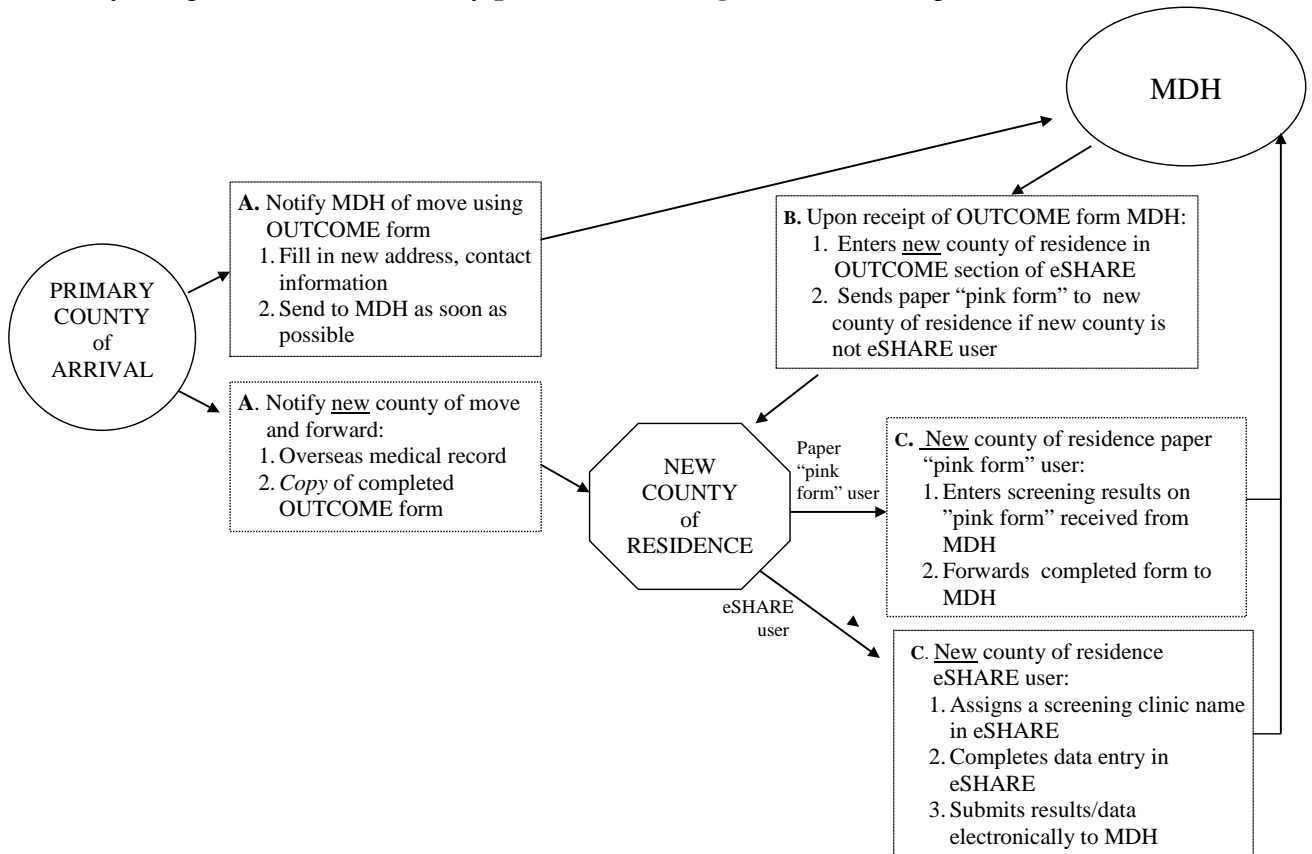 MDH
A. Notify MDH of move using
OUTCOME form
1. Fill in new address, contact
information
2. Send to MDH as soon as
possible
B. Upon receipt of OUTCOME form MDH:
1. Enters new county of residence in
OUTCOME section of eSHARE
2. Sends paper “pink form” to new
county of residence if new county is
not eSHARE user
PRIMARY
COUNTY
of
ARRIVAL
A. Notify new county of move
and forward:
1. Overseas medical record
2. Copy of completed
OUTCOME form
NEW
COUNTY
of
RESIDENCE
Paper
“pink
form” user
C. New county of residence paper
“pink form” user:
1. Enters screening results on
”pink form” received from
MDH
2. Forwards completed form to
MDH
eSHARE
user
C. New county of residence
eSHARE user:
1. Assigns a screening clinic name
in eSHARE
2. Completes data entry in
eSHARE
3. Submits results/data
electronically to MDH